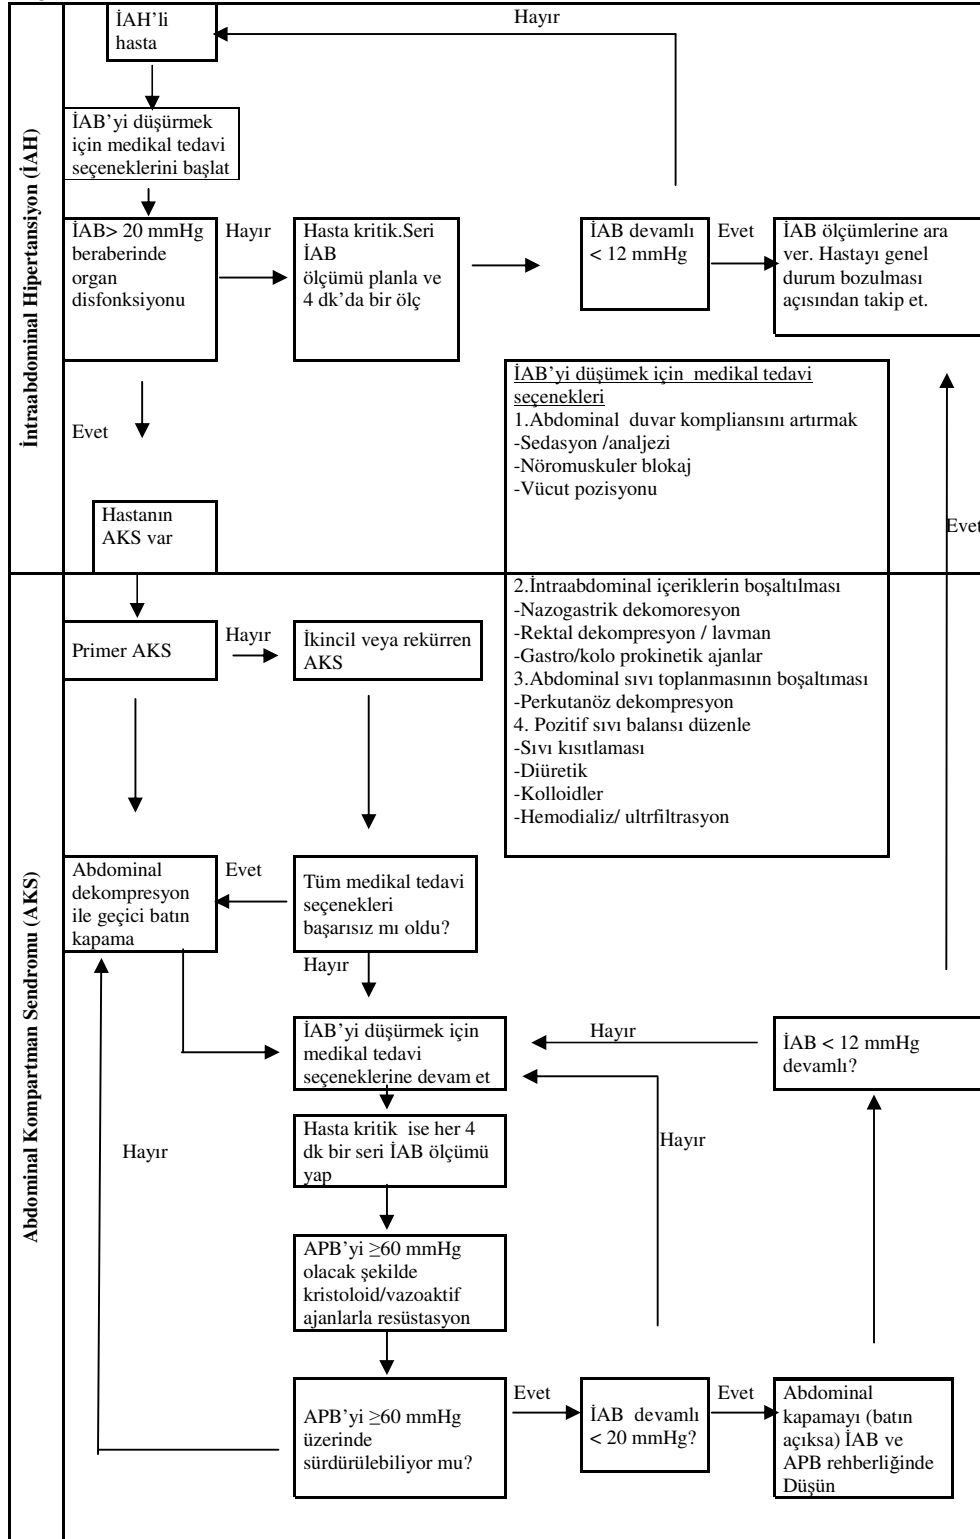 Hayır
İAH'li
hasta
İAB'yi düşürmek
için medikal tedavi
seçeneklerini başlat
İntraabdominal Hipertansiyon (İAH)
İAB> 20 mmHg
beraberinde
organ
disfonksiyonu
Hayır
Hasta kritik.Seri
İAB
ölçümü planla ve
4 dk'da bir ölç
İAB devamlı
< 12 mmHg
Evet
İAB ölçümlerine ara
ver. Hastayı genel
durum bozulması
açısından takip et.
Evet
İAB'yi düşümek için medikal tedavi
seçenekleri
1.Abdominal duvar kompliansını artırmak
-Sedasyon /analjezi
-Nöromuskuler blokaj
-Vücut pozisyonu
Hastanın
AKS var
Evet
Abdominal Kompartman Sendromu (AKS)
Primer AKS
Hayır
İkincil veya rekürren
AKS
2.İntraabdominal içeriklerin boşaltılması
-Nazogastrik dekomoresyon
-Rektal dekompresyon / lavman
-Gastro/kolo prokinetik ajanlar
3.Abdominal sıvı toplanmasının boşaltıması
-Perkutanöz dekompresyon
4. Pozitif sıvı balansı düzenle
-Sıvı kısıtlaması
-Diüretik
-Kolloidler
-Hemodializ/ ultrfiltrasyon
Abdominal
dekompresyon
ile geçici batın
kapama
Evet
Tüm medikal tedavi
seçenekleri
başarısız mı oldu?
Hayır
İAB'yi düşürmek için
medikal tedavi
seçeneklerine devam et
Hayır
İAB < 12 mmHg
devamlı?
Hasta kritik ise her 4
dk bir seri İAB ölçümü
yap
Hayır
Hayır
APB'yi ≥60 mmHg
olacak şekilde
kristoloid/vazoaktif
ajanlarla resüstasyon
APB'yi ≥60 mmHg
üzerinde
sürdürülebiliyor mu?
Evet
İAB devamlı
< 20 mmHg?
Evet
Abdominal
kapamayı (batın
açıksa) İAB ve
APB rehberliğinde
Düşün